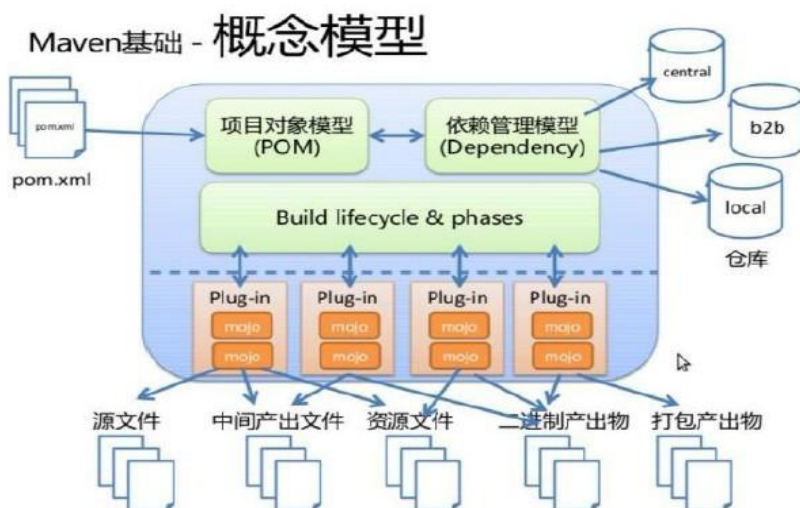 Maven基础 - 概念模型
central
pom.xml
项目对象模型
(POM)
依赖管理模型
(Dependency)
b2b
pom.xml
Build lifecycle & phases
local
仓库
Plug-in
Plug-in
Plug-in
Plug-in
mojo
mojo
mojo
mojo
mojo
mojo
mojo
mojo
源文件
中间产出文件
资源文件
二进制产出物
打包产出物